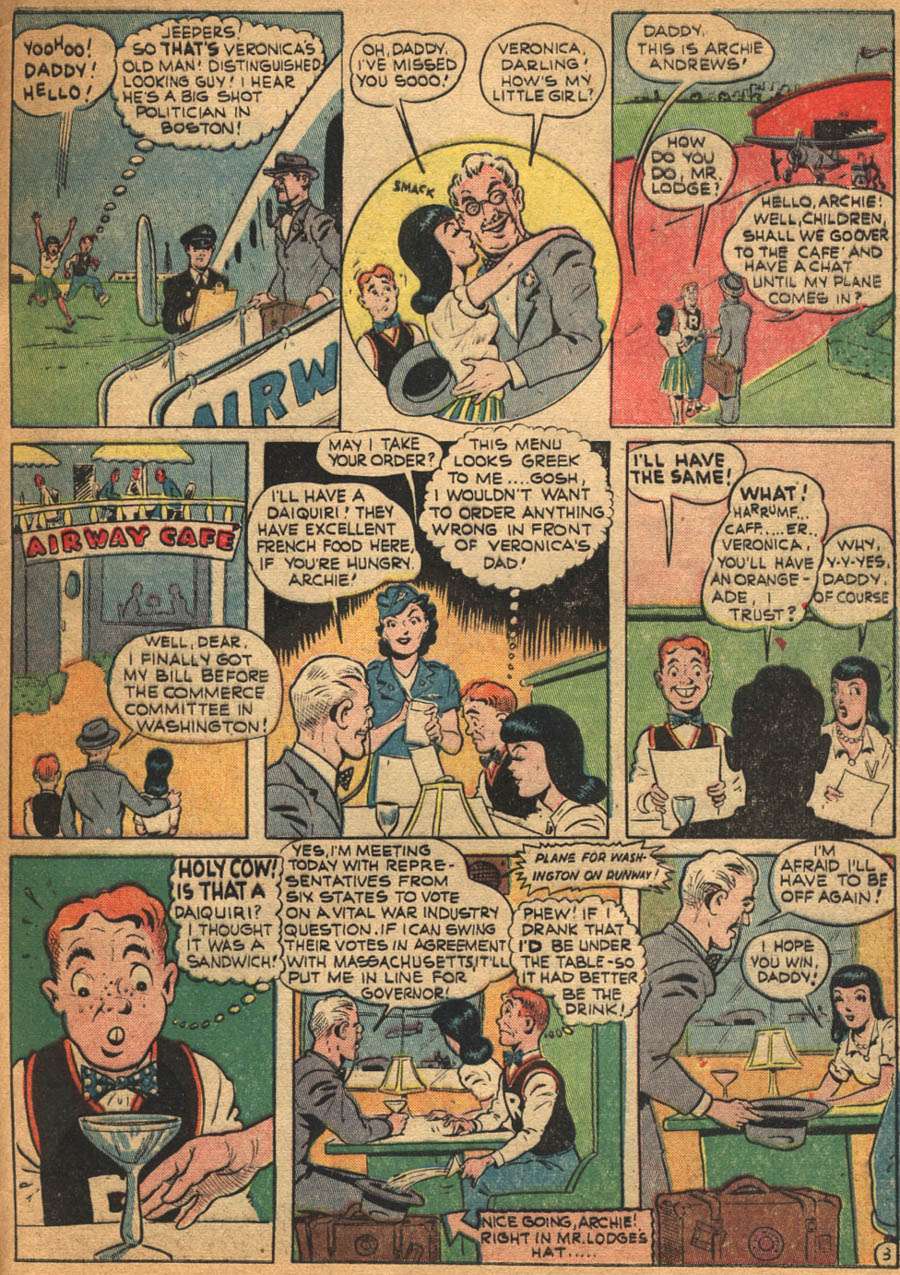 YOOHOO!
DADDY!
HELLO!
JEEPERS!
SO THAT'S VERONICA'S
OLD MAN! DISTINGUISHED
LOOKING GUY! I HEAR
HE'S A BIG SHOT
POLITICIAN IN
BOSTON!
AIRW
OH, DADDY,
I'VE MISSED
YOU SOOO!
VERONICA,
DARLING!
HOW'S MY
LITTLE GIRL?
SMACK
DADDY,
THIS IS ARCHIE
ANDREWS!
HOW
DO YOU
DO, MR.
LODGE?
HELLO, ARCHIE!
WELL, CHILDREN,
SHALL WE GO OVER
TO THE CAFE' AND
HAVE A CHAT
UNTIL MY PLANE
COMES IN?
R
AIRWAY CAFE
WELL, DEAR,
I FINALLY GOT
MY BILL BEFORE
THE COMMERCE
COMMITTEE IN
WASHINGTON!
MAY I TAKE
YOUR ORDER?
I'LL HAVE A
DAIQUIRI! THEY
HAVE EXCELLENT
FRENCH FOOD HERE,
IF YOU'RE HUNGRY,
ARCHIE!
THIS MENU
LOOKS GREEK
TO ME....GOSH,
I WOULDN'T WANT
TO ORDER ANYTHING
WRONG IN FRONT
OF VERONICA'S
DAD!
I'LL HAVE
THE SAME!
WHAT!
HARRUMF...
CAFF.....ER..
VERONICA,
YOU'LL HAVE
AN ORANGE-
ADE, I
TRUST?
WHY,
Y-Y-YES,
DADDY,
OF COURSE
V
HOLY COW!
IS THAT A
DAIQUIRI?
I THOUGHT
IT WAS A
SANDWICH!
YES, I'M MEETING
TODAY WITH REPRE-
SENTATIVES FROM
SIX STATES TO VOTE
ON A VITAL WAR INDUSTRY
QUESTION. IF I CAN SWING
THEIR VOTES IN AGREEMENT
WITH MASSACHUSETTS, IT'LL
PUT ME IN LINE FOR
GOVERNOR!
PLANE FOR WASH-
INGTON ON RUNWAY!
PHEW! IF I
DRANK THAT
I'D BE UNDER
THE TABLE-SO
IT HAD BETTER
BE THE
DRINK!
R
NICE GOING, ARCHIE!
RIGHT IN MR. LODGE'S
HAT.....
I'M
AFRAID I'LL
HAVE TO BE
OFF AGAIN!
I HOPE
YOU WIN,
DADDY!
3